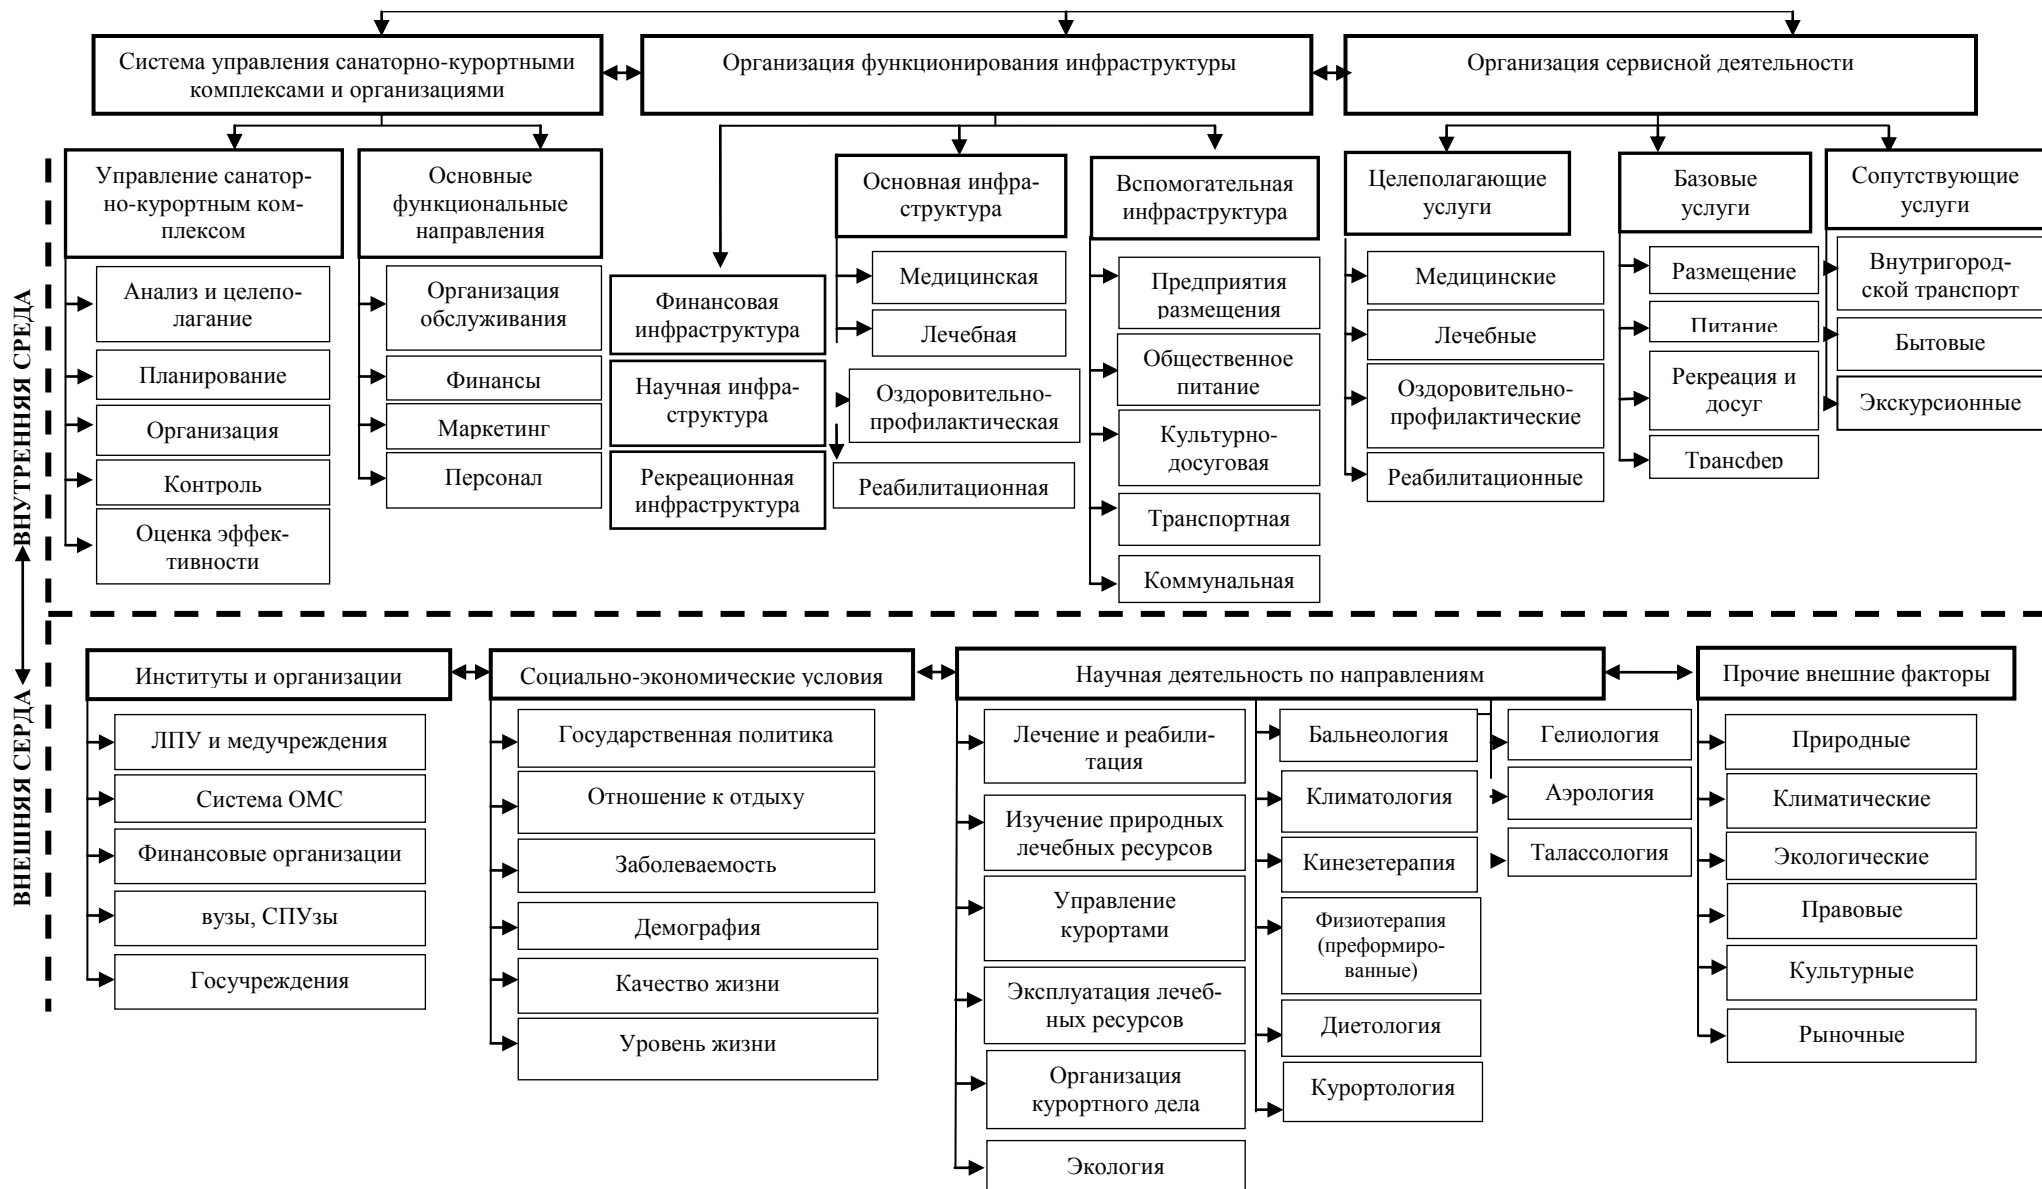 Система управления санаторно-курортными
комплексами и организациями
Организация функционирования инфраструктуры
Организация сервисной деятельности
ВНУТРЕННЯЯ СРЕДА
Управление санатор-
но-курортным ком-
плексом
Анализ и целепо-
лагание
Планирование
Организация
Контроль
Оценка эффек-
тивности
Основные
функциональные
направления
Организация
обслуживания
Финансы
Маркетинг
Персонал
Финансовая
инфраструктура
Научная инфра-
структура
Рекреационная
инфраструктура
Основная инфра-
структура
Медицинская
Лечебная
Оздоровительно-
профилактическая
Реабилитационная
Вспомогательная
инфраструктура
Предприятия
размещения
Общественное
питание
Культурно-
досуговая
Транспортная
Коммунальная
Целеполагающие
услуги
Медицинские
Лечебные
Оздоровительно-
профилактические
Реабилитационные
Базовые
услуги
Размещение
Питание
Рекреация и
досуг
Трансфер
Сопутствующие
услуги
Внутригород-
ской транспорт
Бытовые
Экскурсионные
ВНЕШНЯЯ СЕРДА
Институты и организации
ЛПУ и медучреждения
Система ОМС
Финансовые организации
вузы, СПУзы
Госучреждения
Социально-экономические условия
Государственная политика
Отношение к отдыху
Заболеваемость
Демография
Качество жизни
Уровень жизни
Научная деятельность по направлениям
Лечение и реабили-
тация
Изучение природных
лечебных ресурсов
Управление
курортами
Эксплуатация лечеб-
ных ресурсов
Организация
курортного дела
Экология
Бальнеология
Климатология
Кинезетерапия
Физиотерапия
(преформиро-
ванные)
Диетология
Курортология
Гелиология
Аэрология
Талассология
Прочие внешние факторы
Природные
Климатические
Экологические
Правовые
Культурные
Рыночные